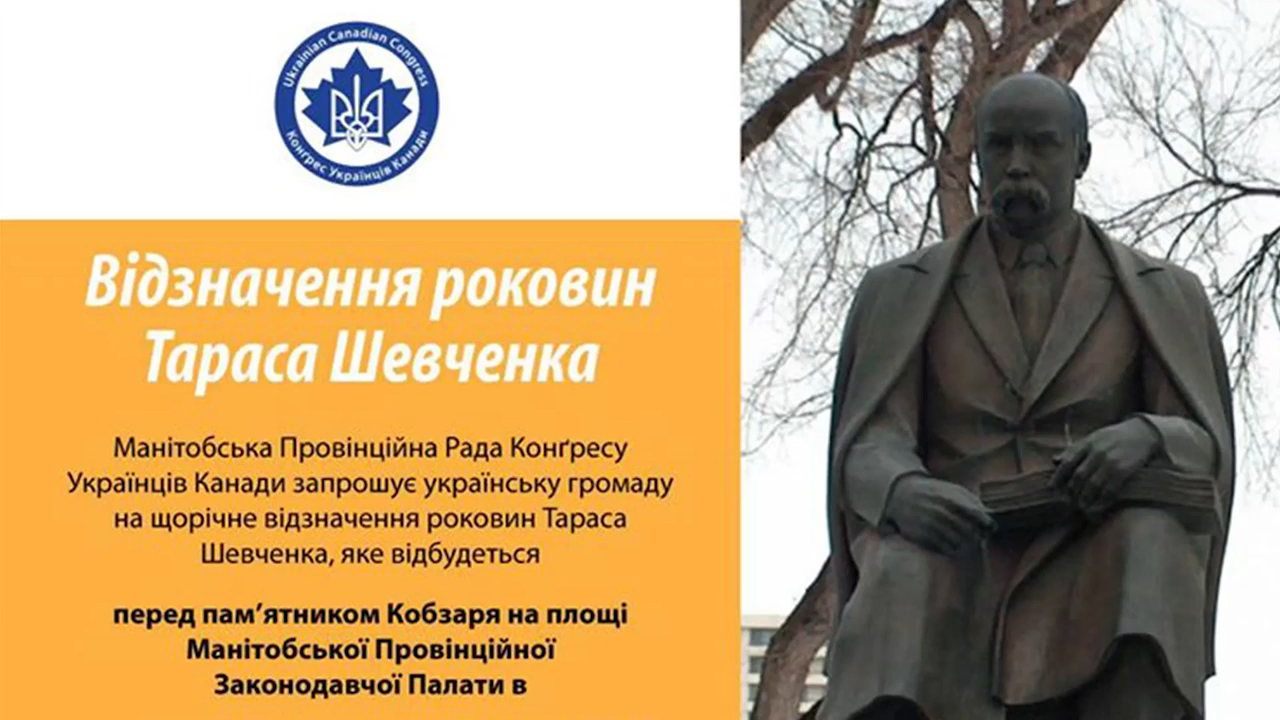 Ukrainian Canadian Congress
Конґрес Українців Канади
Відзначення роковин
Тараса Шевченка
Манітобська Провінційна Рада Конґресу
Українців Канади запрошує українську громаду
на щорічне відзначення роковин Тараса
Шевченка, яке відбудеться
перед пам’ятником Кобзаря на площі
Манітобської Провінційної
Законодавчої Палати в